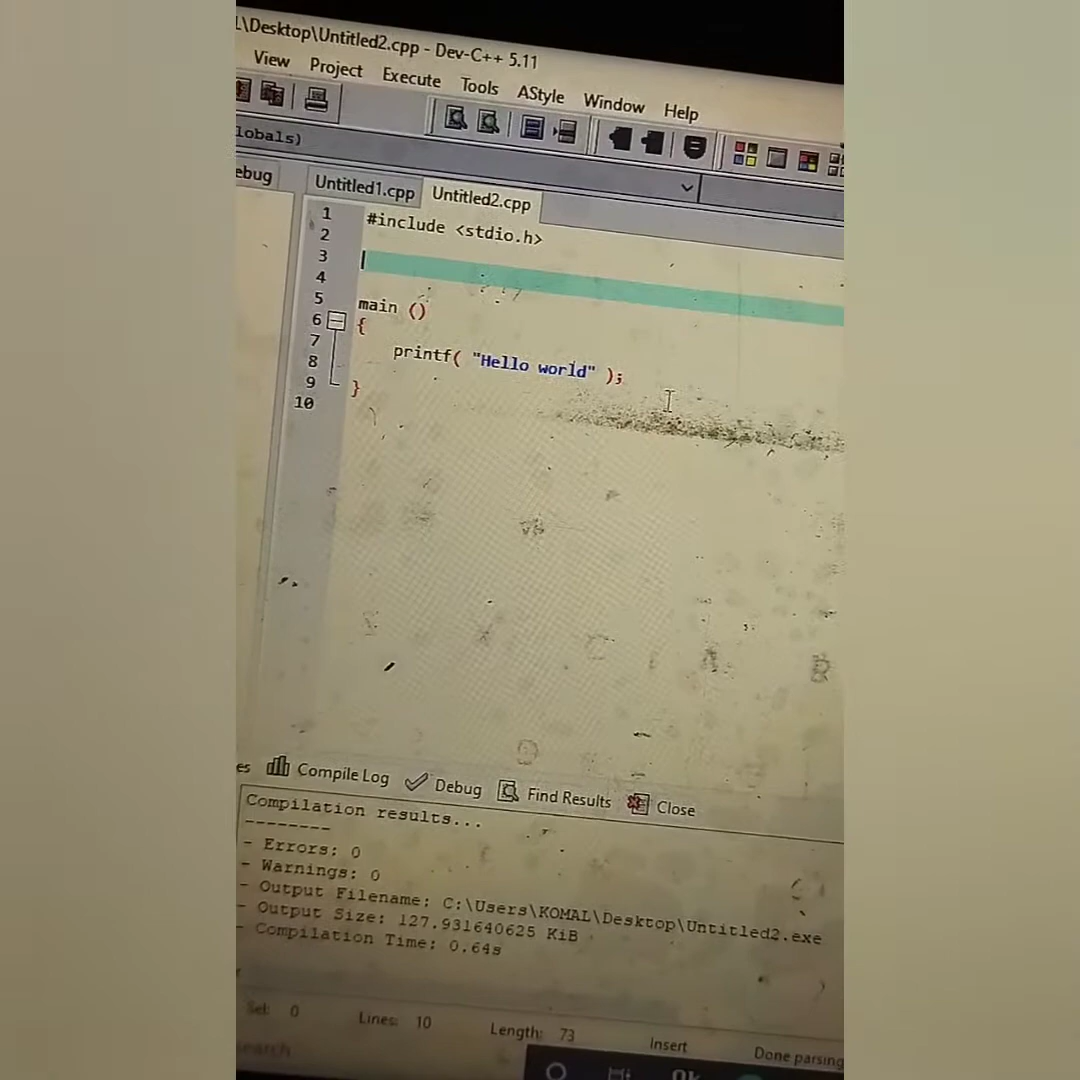 \Desktop\Untitled2.cpp - Dev-C++ 5.11
View Project Execute Tools AStyle Window Help
lobals)
ebug Untitled1.cpp Untitled2.cpp
1 #include <stdio.h>
2
3
4
5 main ()
6 {
7 printf( "Hello world" );
8
9 }
10
es Compile Log Debug Find Results Close
Compilation results...
--------
- Errors: 0
- Warnings: 0
- Output Filename: C:\Users\KOMAL\Desktop\Untitled2.exe
- Output Size: 127.931640625 KiB
- Compilation Time: 0.64s
Sel: 0 Lines: 10 Length: 73 Insert Done parsing
earch